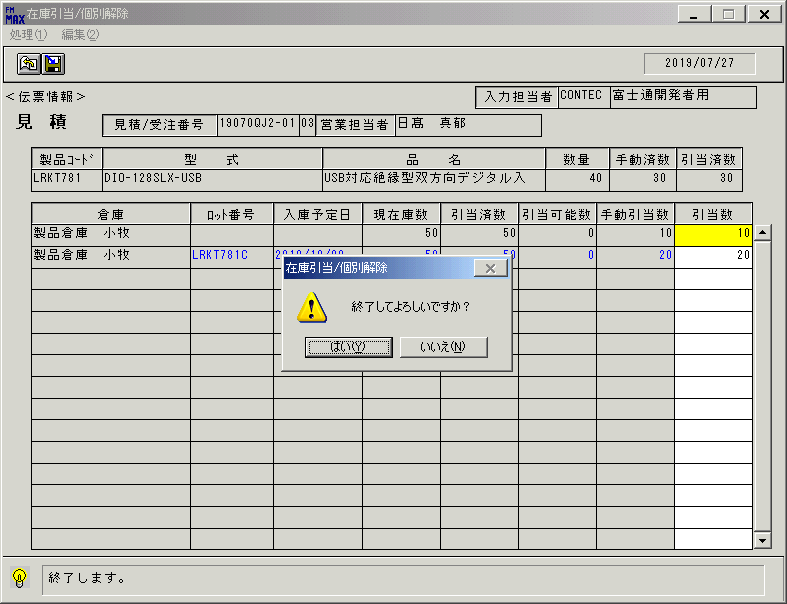 FM MAX 在庫引当/個別解除
処理(1) 編集(2)
2019/07/27
<伝票情報>
入力担当者 CONTEC 富士通開発者用
見 積
見積/受注番号 19070QJ2-01 03 営業担当者 日髙 真郁
製品ｺｰﾄﾞ 型 式 品 名 数量 手動済数 引当済数
LRKT781 DIO-128SLX-USB USB対応絶縁型双方向デジタル入 40 30 30
倉庫 ﾛｯﾄ番号 入庫予定日 現在庫数 引当済数 引当可能数 手動引当数 引当数
製品倉庫 小牧 50 50 0 10 10
製品倉庫 小牧 LRKT781C 0 20 20
在庫引当/個別解除
終了してよろしいですか？
はい(Y) いいえ(N)
終了します。